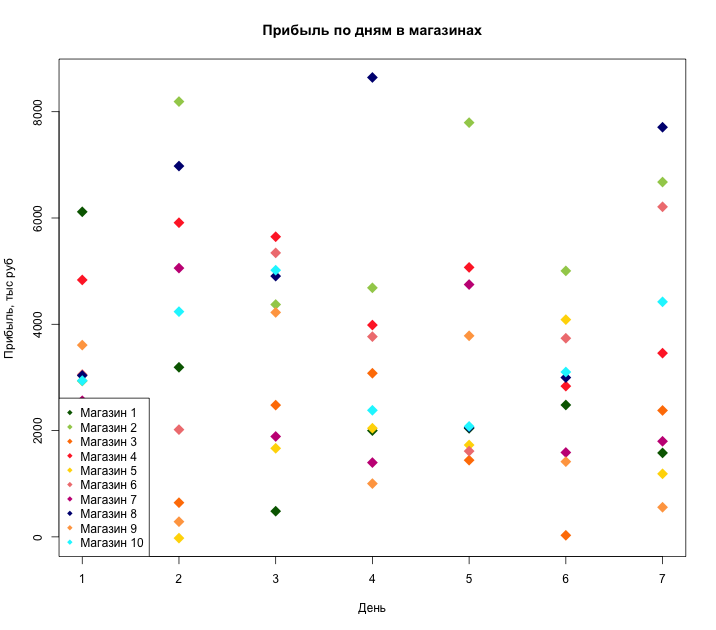 Прибыль по дням в магазинах
Прибыль, тыс руб
8000
6000
4000
2000
0
Магазин 1
Магазин 2
Магазин 3
Магазин 4
Магазин 5
Магазин 6
Магазин 7
Магазин 8
Магазин 9
Магазин 10
1 2 3 4 5 6 7
День